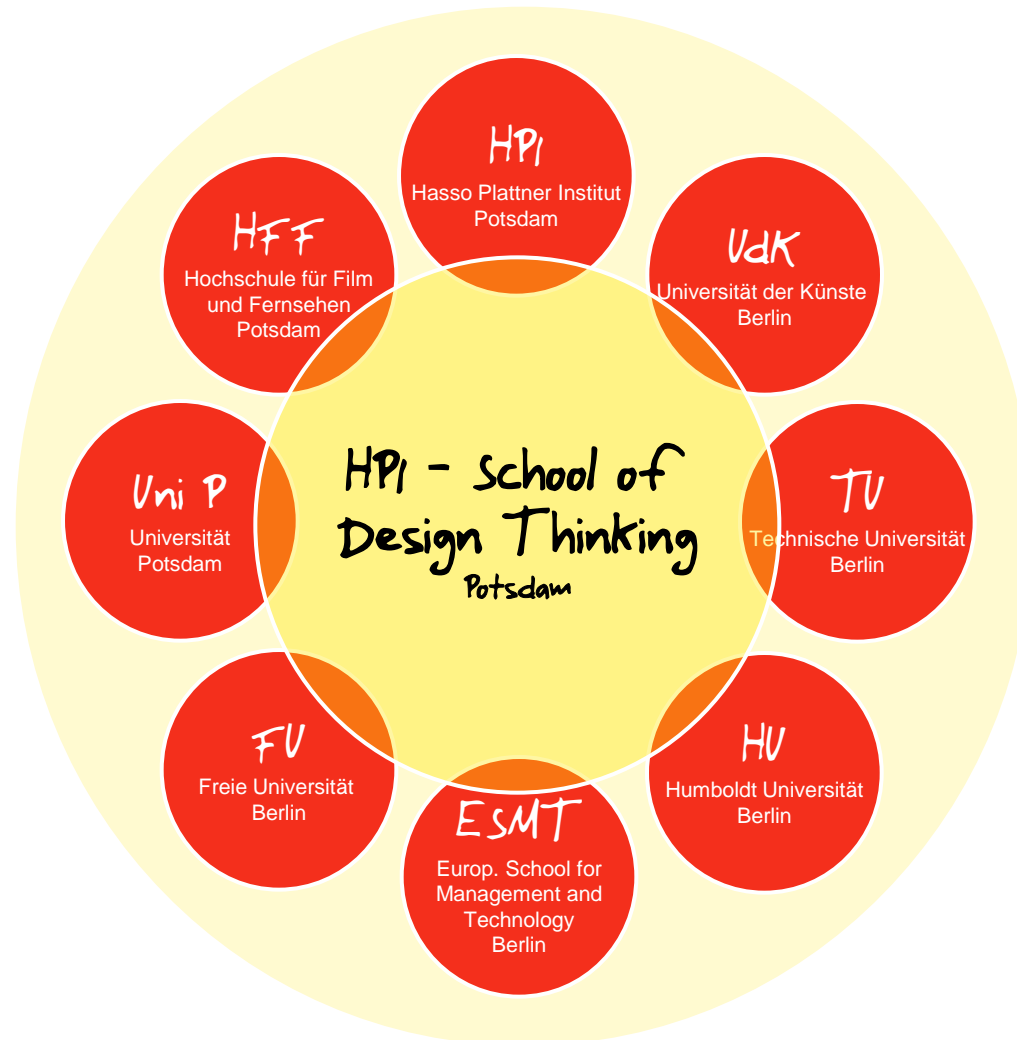 HPI
Hasso Plattner Institut
Potsdam
UdK
Universität der Künste
Berlin
TU
Technische Universität
Berlin
HU
Humboldt Universität
Berlin
ESMT
Europ. School for
Management and
Technology
Berlin
FU
Freie Universität
Berlin
Uni P
Universität
Potsdam
HFF
Hochschule für Film
und Fernsehen
Potsdam
HPI - School of
Design Thinking
Potsdam